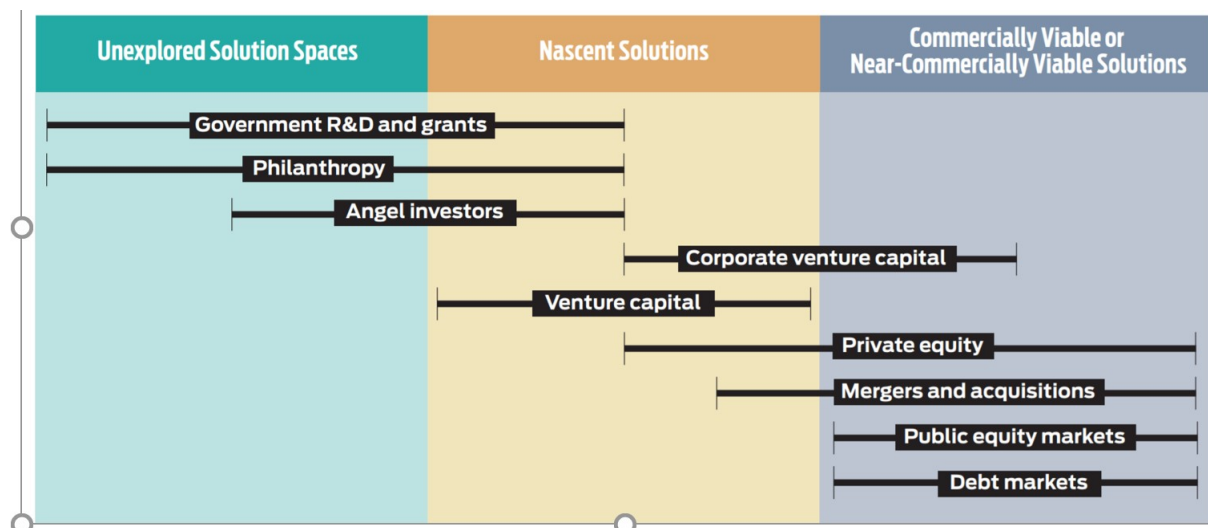 Unexplored Solution Spaces
Nascent Solutions
Commercially Viable or
Near-Commercially Viable Solutions
Government R&D and grants
Philanthropy
Angel investors
Corporate venture capital
Venture capital
Private equity
Mergers and acquisitions
Public equity markets
Debt markets